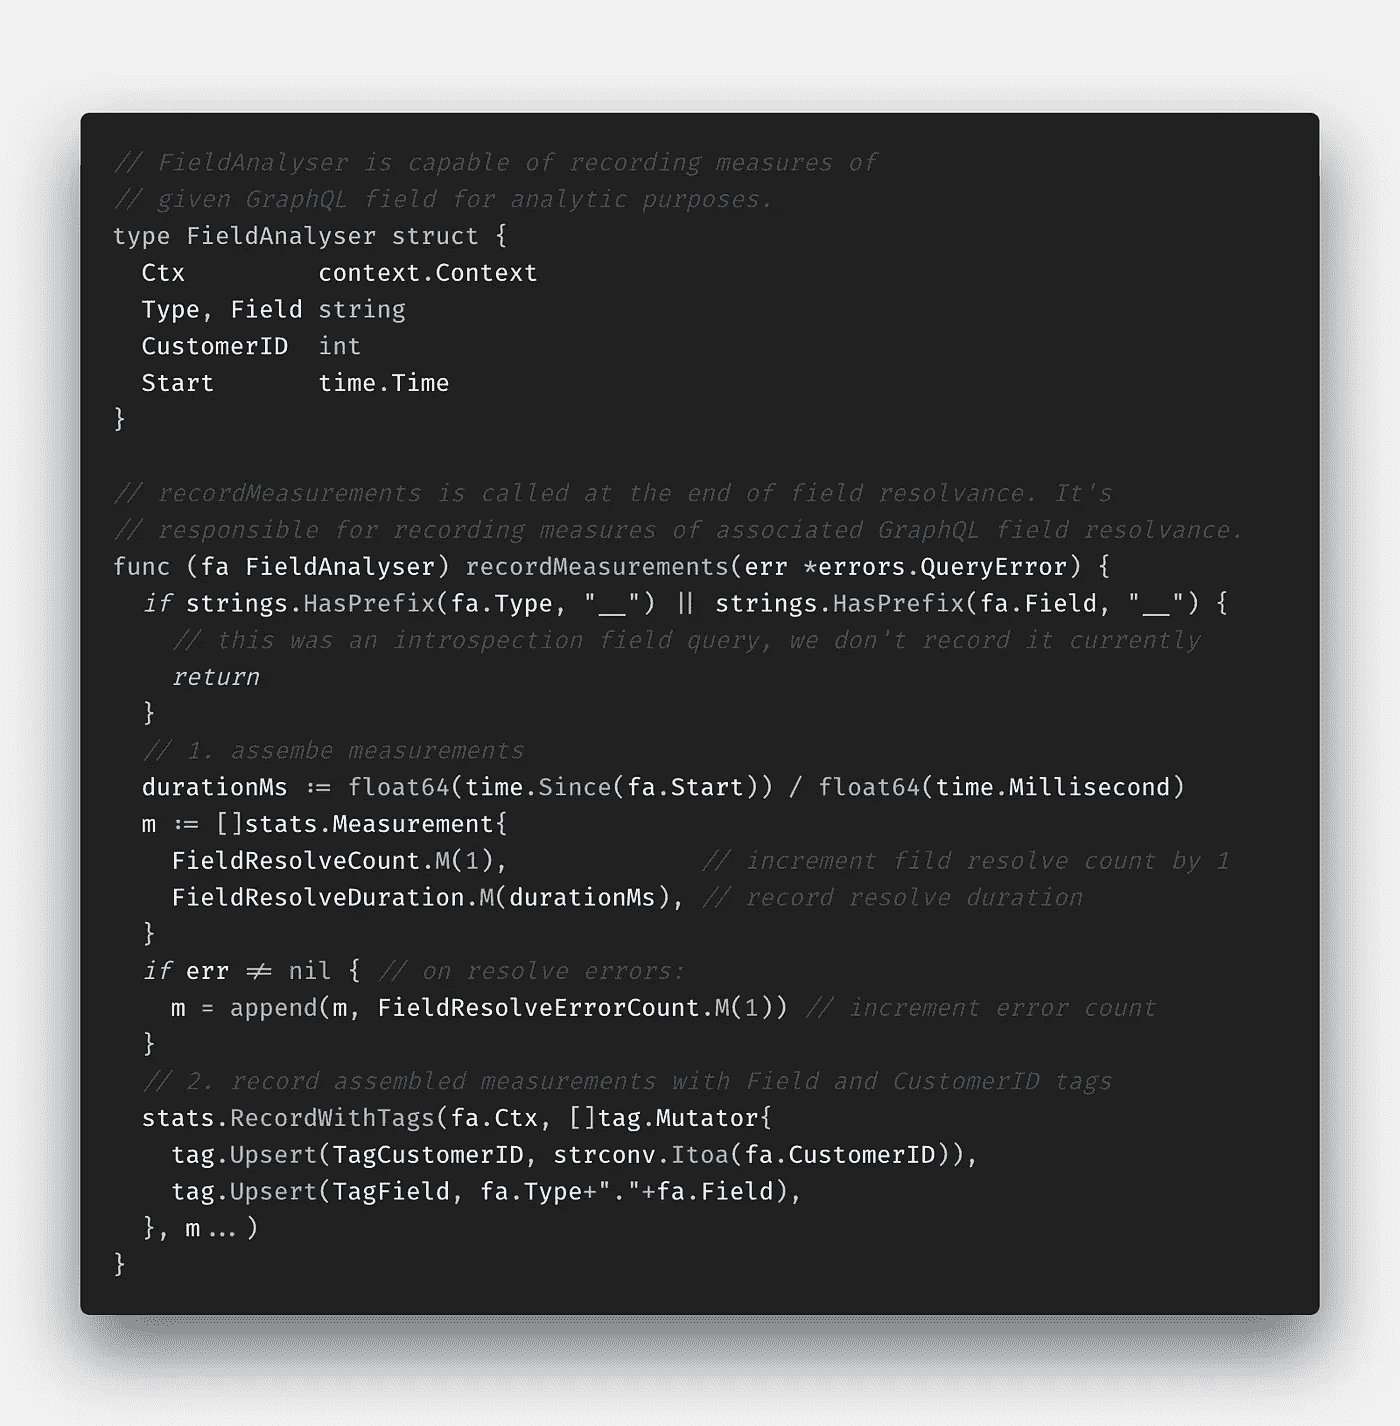 // FieldAnalyser is capable of recording measures of
// given GraphQL field for analytic purposes.
type FieldAnalyser struct {
  Ctx         context.Context
  Type, Field string
  CustomerID  int
  Start       time.Time
}

// recordMeasurements is called at the end of field resolvance. It's
// responsible for recording measures of associated GraphQL field resolvance.
func (fa FieldAnalyser) recordMeasurements(err *errors.QueryError) {
  if strings.HasPrefix(fa.Type, "__") || strings.HasPrefix(fa.Field, "__") {
    // this was an introspection field query, we don't record it currently
    return
  }
  // 1. assembe measurements
  durationMs := float64(time.Since(fa.Start)) / float64(time.Millisecond)
  m := []stats.Measurement{
    FieldResolveCount.M(1),             // increment fild resolve count by 1
    FieldResolveDuration.M(durationMs), // record resolve duration
  }
  if err != nil { // on resolve errors:
    m = append(m, FieldResolveErrorCount.M(1)) // increment error count
  }
  // 2. record assembled measurements with Field and CustomerID tags
  stats.RecordWithTags(fa.Ctx, []tag.Mutator{
    tag.Upsert(TagCustomerID, strconv.Itoa(fa.CustomerID)),
    tag.Upsert(TagField, fa.Type+"."+fa.Field),
  }, m...)
}